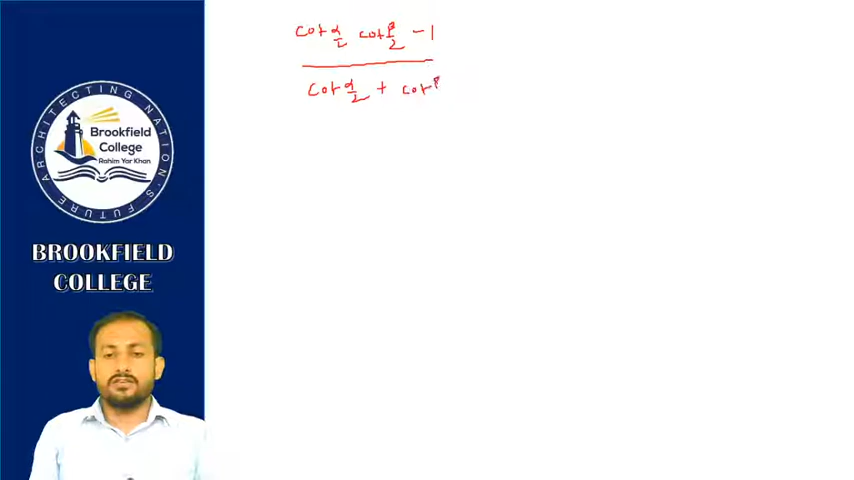 cot α/2 cot β/2 - 1
cot α/2 + cot β
ARCHITECTING NATION'S FUTURE
Brookfield
College
Rahim Yar Khan
BROOKFIELD
COLLEGE